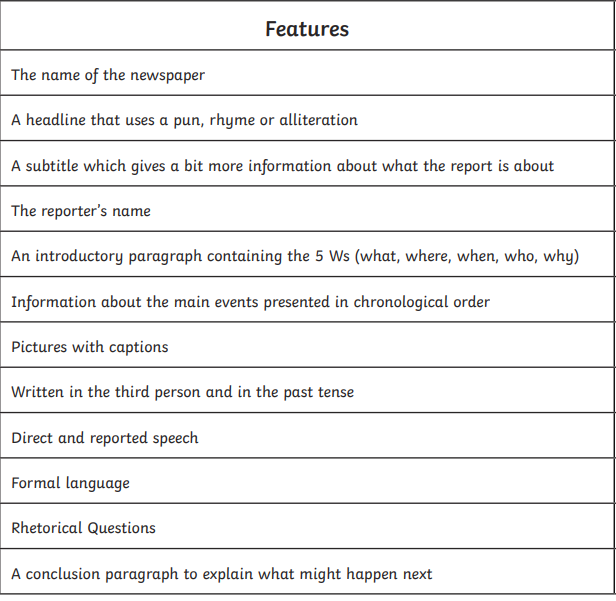 Features
The name of the newspaper
A headline that uses a pun, rhyme or alliteration
A subtitle which gives a bit more information about what the report is about
The reporter’s name
An introductory paragraph containing the 5 Ws (what, where, when, who, why)
Information about the main events presented in chronological order
Pictures with captions
Written in the third person and in the past tense
Direct and reported speech
Formal language
Rhetorical Questions
A conclusion paragraph to explain what might happen next